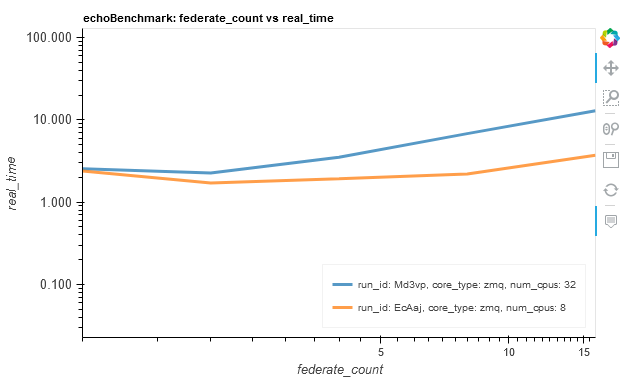 echoBenchmark: federate_count vs real_time
100.000
10.000
1.000
0.100
real_time
run_id: Md3vp, core_type: zmq, num_cpus: 32
run_id: EcAaj, core_type: zmq, num_cpus: 8
5
10
15
federate_count